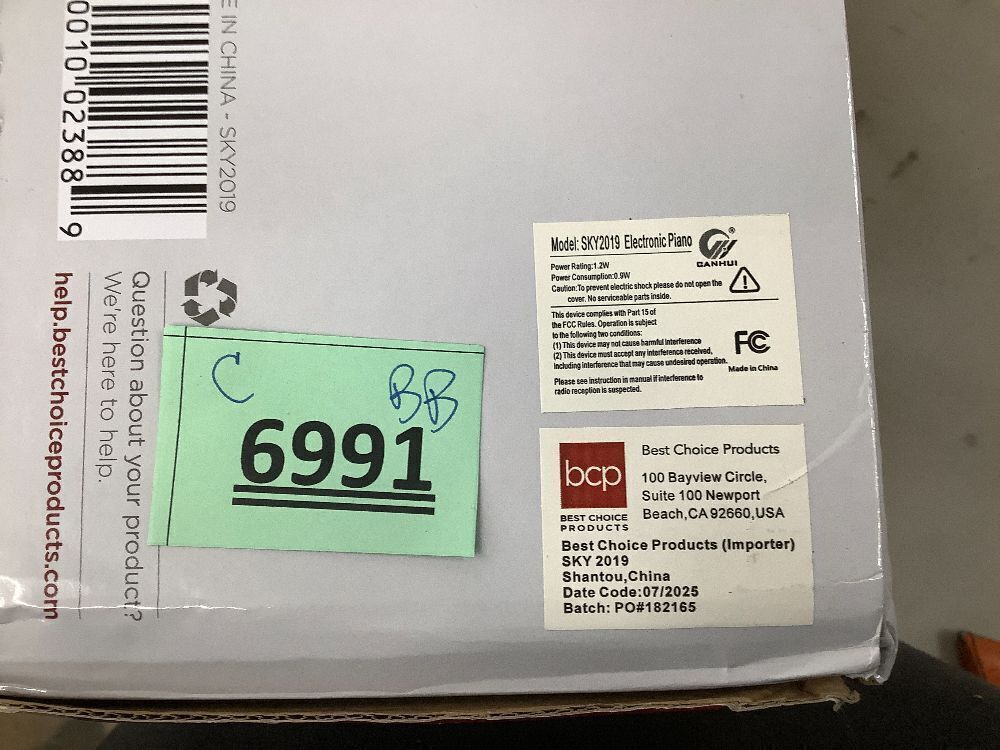 0010 02388 9
E IN CHINA - SKY2019
Question about your product?
We're here to help.
help.bestchoiceproducts.com
C
BB
6991
Model: SKY2019 Electronic Piano
CANHUI
®
Power Rating:1.2W
Power Consumption:0.9W
Caution:To prevent electric shock please do not open the
cover. No serviceable parts inside.
This device complies with Part 15 of
the FCC Rules. Operation is subject
to the following two conditions:
(1) This device may not cause harmful interference
(2) This device must accept any interference received,
including interference that may cause undesired operation.
FC
Made in China
Please see instruction in manual if interference to
radio reception is suspected.
bcp
BEST CHOICE
PRODUCTS
Best Choice Products
100 Bayview Circle,
Suite 100 Newport
Beach,CA 92660,USA
Best Choice Products (Importer)
SKY 2019
Shantou,China
Date Code:07/2025
Batch: PO#182165